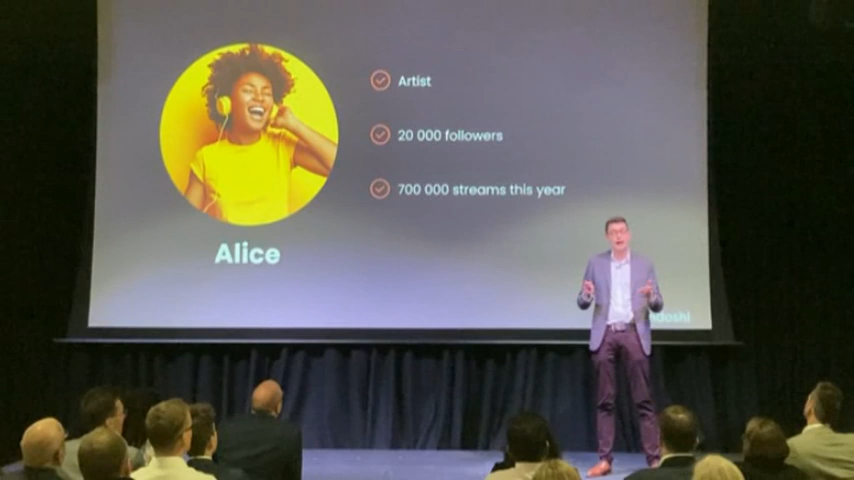 Artist
20 000 followers
700 000 streams this year
Alice